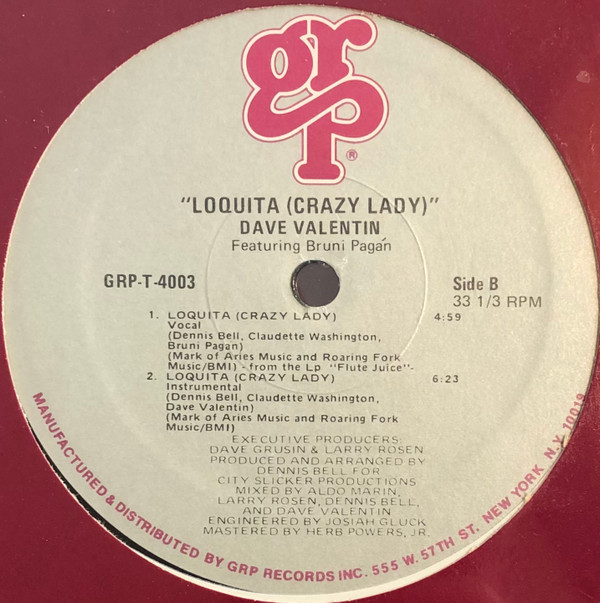 grp
®
"LOQUITA (CRAZY LADY)"
DAVE VALENTIN
Featuring Bruni Pagán
GRP-T-4003
Side B
33 1/3 RPM
1. LOQUITA (CRAZY LADY) 4:59
Vocal
(Dennis Bell, Claudette Washington,
Bruni Pagan)
(Mark of Aries Music and Roaring Fork
Music/BMI) - from the Lp "Flute Juice"-
2. LOQUITA (CRAZY LADY) 6:23
Instrumental
(Dennis Bell, Claudette Washington,
Dave Valentin)
(Mark of Aries Music and Roaring Fork
Music/BMI)
EXECUTIVE PRODUCERS:
DAVE GRUSIN & LARRY ROSEN
PRODUCED AND ARRANGED BY
DENNIS BELL FOR
CITY SLICKER PRODUCTIONS
MIXED BY ALDO MARIN,
LARRY ROSEN, DENNIS BELL,
AND DAVE VALENTIN
ENGINEERED BY JOSIAH GLUCK
MASTERED BY HERB POWERS, JR.
MANUFACTURED & DISTRIBUTED BY GRP RECORDS INC. 555 W. 57TH ST. NEW YORK N.Y. 10019